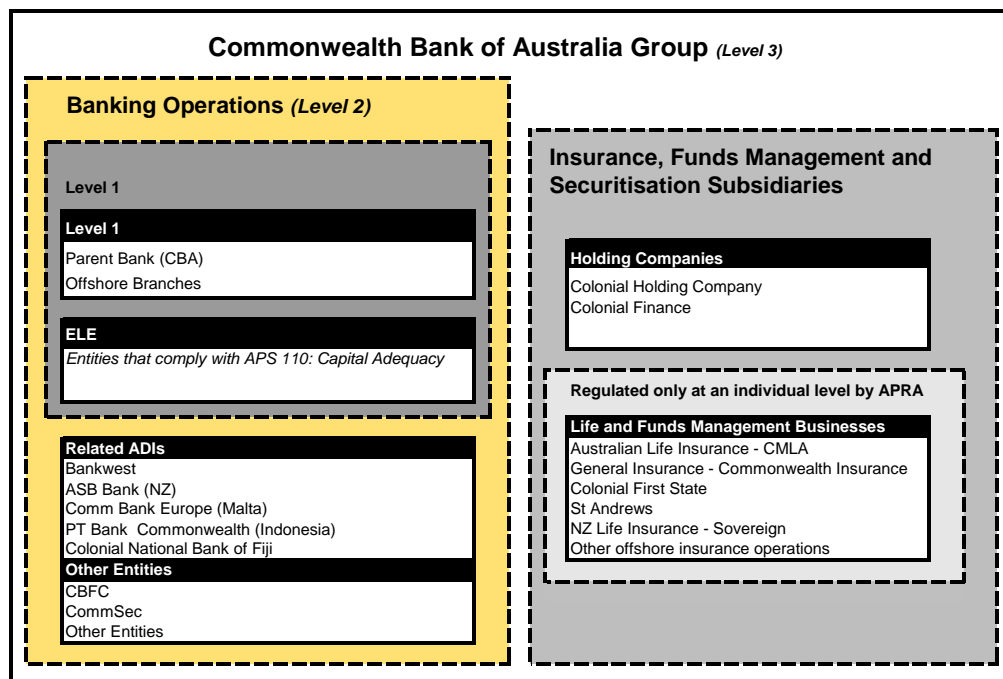 Commonwealth Bank of Australia Group (Level 3)
Banking Operations (Level 2)
Level 1
Level 1
Parent Bank (CBA)
Offshore Branches
ELE
Entities that comply with APS 110: Capital Adequacy
Related ADIs
Bankwest
ASB Bank (NZ)
Comm Bank Europe (Malta)
PT Bank  Commonwealth (Indonesia)
Colonial National Bank of Fiji
Other Entities
CBFC
CommSec
Other Entities
Insurance, Funds Management and
Securitisation Subsidiaries
Holding Companies
Colonial Holding Company
Colonial Finance
Regulated only at an individual level by APRA
Life and Funds Management Businesses
Australian Life Insurance - CMLA
General Insurance - Commonwealth Insurance
Colonial First State
St Andrews
NZ Life Insurance - Sovereign
Other offshore insurance operations